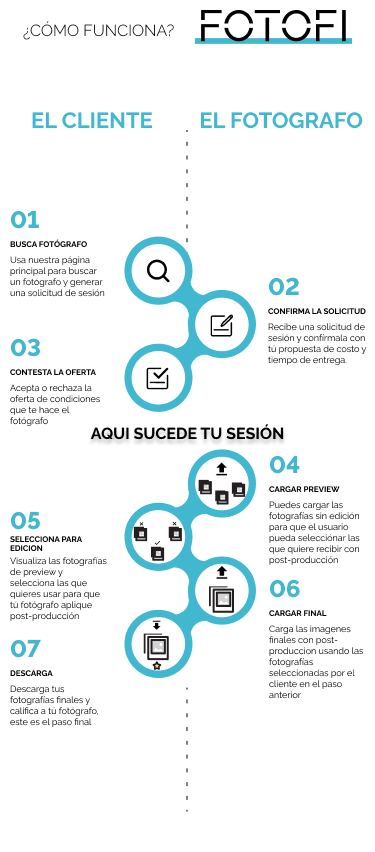 ¿CÓMO FUNCIONA?
FOTOFI
EL CLIENTE
EL FOTOGRAFO
01
BUSCA FOTÓGRAFO
Usa nuestra página
principal para buscar
un fotógrafo y generar
una solicitud de sesión
02
CONFIRMA LA SOLICITUD
Recibe una solicitud de
sesión y confírmala con
tú propuesta de costo y
tiempo de entrega.
03
CONTESTA LA OFERTA
Acepta o rechaza la
oferta de condiciones
que te hace el
fotógrafo
AQUI SUCEDE TU SESIÓN
04
CARGAR PREVIEW
Puedes cargar las
fotografías sin edición
para que el usuario
pueda selecciónar las
que quiere recibir con
post-producción
05
SELECCIONA PARA
EDICION
Visualiza las fotografias
de preview y
selecciona las que
quieres usar para que
tú fotógrafo aplique
post-producción
06
CARGAR FINAL
Carga las imagenes
finales con post-
produccion usando las
fotografías
seleccionadas por el
cliente en el paso
anterior
07
DESCARGA
Descarga tus
fotografías finales y
califica a tú fotógrafo,
este es el paso final